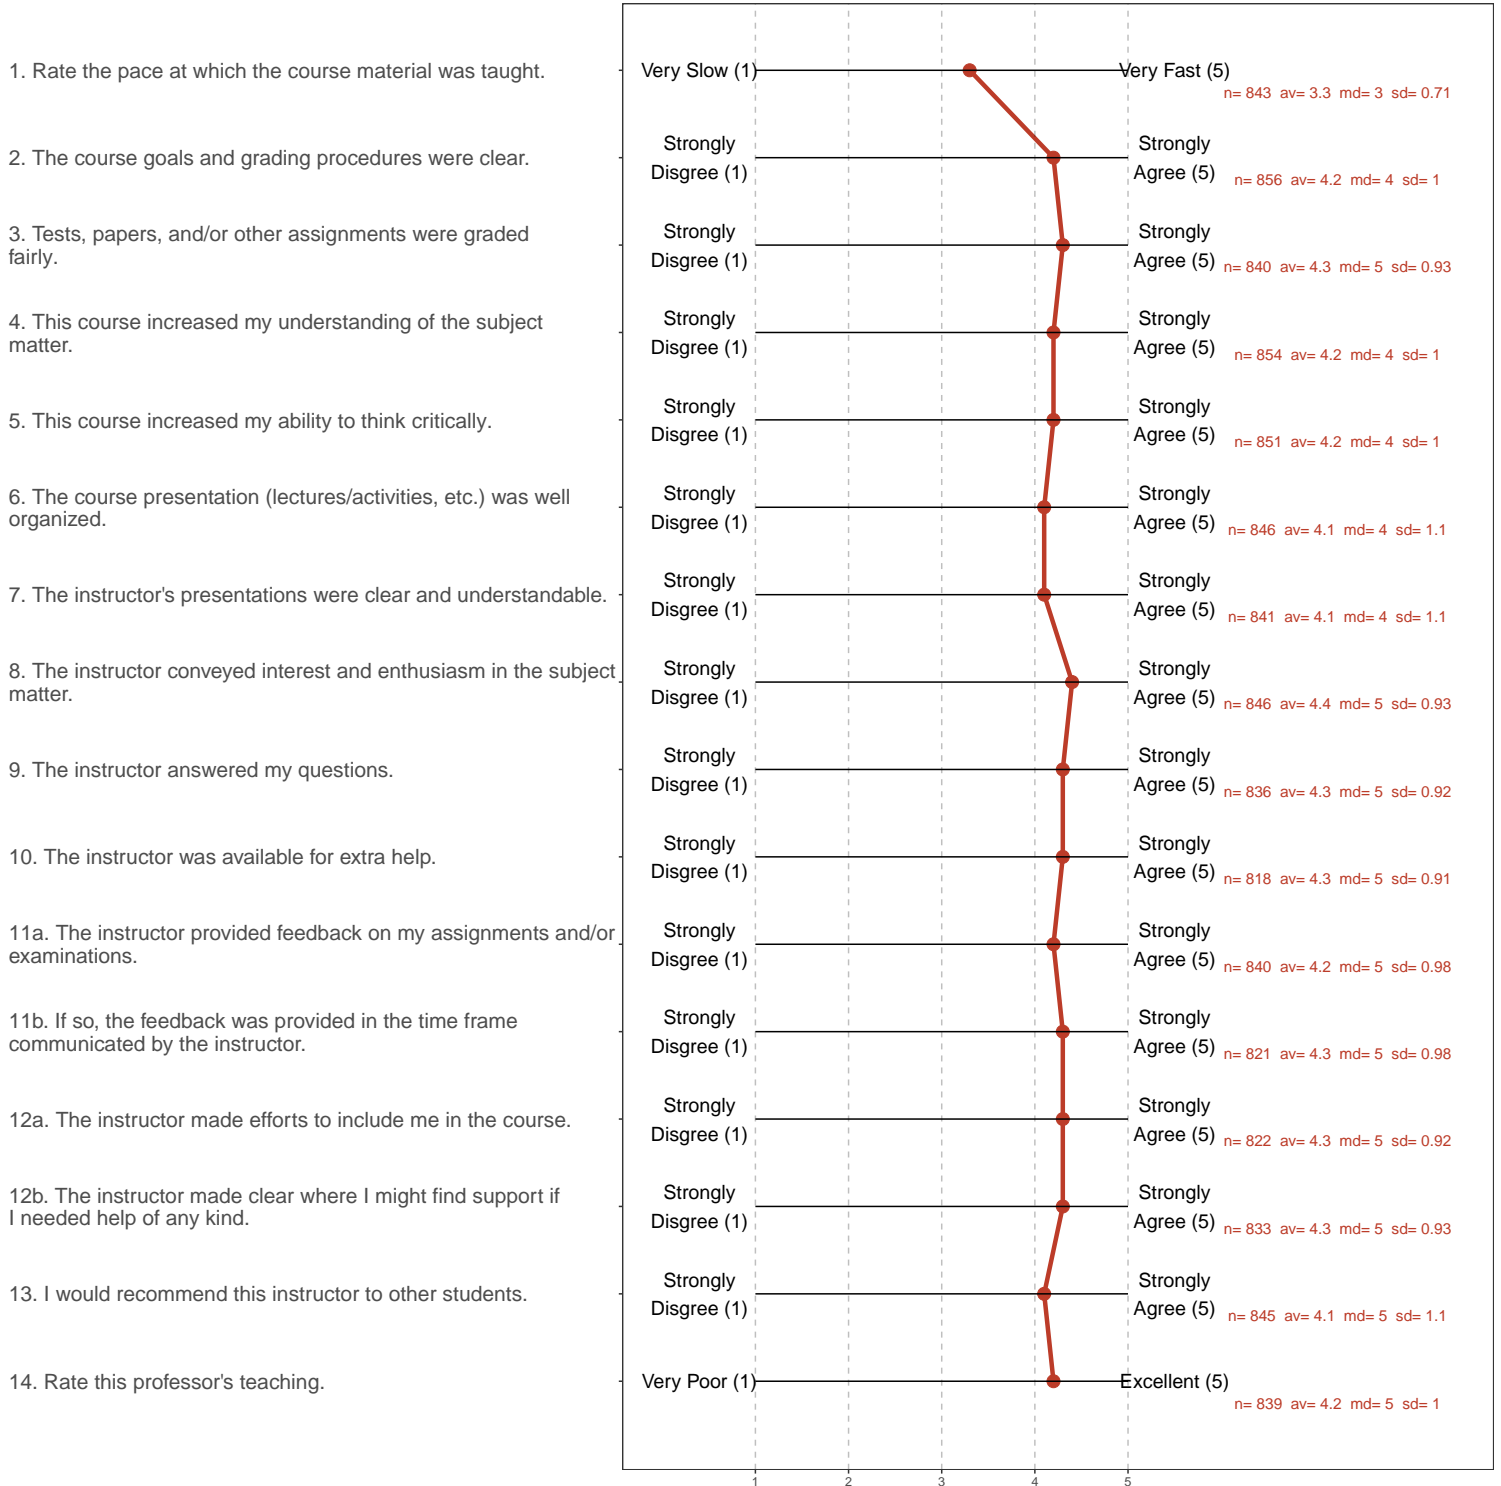 1. Rate the pace at which the course material was taught.
Very Slow (1)
Very Fast (5)
n= 843 av= 3.3 md= 3 sd= 0.71
2. The course goals and grading procedures were clear.
Strongly
Disgree (1)
Strongly
Agree (5)
n= 856 av= 4.2 md= 4 sd= 1
3. Tests, papers, and/or other assignments were graded
fairly.
Strongly
Disgree (1)
Strongly
Agree (5)
n= 840 av= 4.3 md= 5 sd= 0.93
4. This course increased my understanding of the subject
matter.
Strongly
Disgree (1)
Strongly
Agree (5)
n= 854 av= 4.2 md= 4 sd= 1
5. This course increased my ability to think critically.
Strongly
Disgree (1)
Strongly
Agree (5)
n= 851 av= 4.2 md= 4 sd= 1
6. The course presentation (lectures/activities, etc.) was well
organized.
Strongly
Disgree (1)
Strongly
Agree (5)
n= 846 av= 4.1 md= 4 sd= 1.1
7. The instructor's presentations were clear and understandable.
Strongly
Disgree (1)
Strongly
Agree (5)
n= 841 av= 4.1 md= 4 sd= 1.1
8. The instructor conveyed interest and enthusiasm in the subject
matter.
Strongly
Disgree (1)
Strongly
Agree (5)
n= 846 av= 4.4 md= 5 sd= 0.93
9. The instructor answered my questions.
Strongly
Disgree (1)
Strongly
Agree (5)
n= 836 av= 4.3 md= 5 sd= 0.92
10. The instructor was available for extra help.
Strongly
Disgree (1)
Strongly
Agree (5)
n= 818 av= 4.3 md= 5 sd= 0.91
11a. The instructor provided feedback on my assignments and/or
examinations.
Strongly
Disgree (1)
Strongly
Agree (5)
n= 840 av= 4.2 md= 5 sd= 0.98
11b. If so, the feedback was provided in the time frame
communicated by the instructor.
Strongly
Disgree (1)
Strongly
Agree (5)
n= 821 av= 4.3 md= 5 sd= 0.98
12a. The instructor made efforts to include me in the course.
Strongly
Disgree (1)
Strongly
Agree (5)
n= 822 av= 4.3 md= 5 sd= 0.92
12b. The instructor made clear where I might find support if
I needed help of any kind.
Strongly
Disgree (1)
Strongly
Agree (5)
n= 833 av= 4.3 md= 5 sd= 0.93
13. I would recommend this instructor to other students.
Strongly
Disgree (1)
Strongly
Agree (5)
n= 845 av= 4.1 md= 5 sd= 1.1
14. Rate this professor's teaching.
Very Poor (1)
Excellent (5)
n= 839 av= 4.2 md= 5 sd= 1
1 2 3 4 5